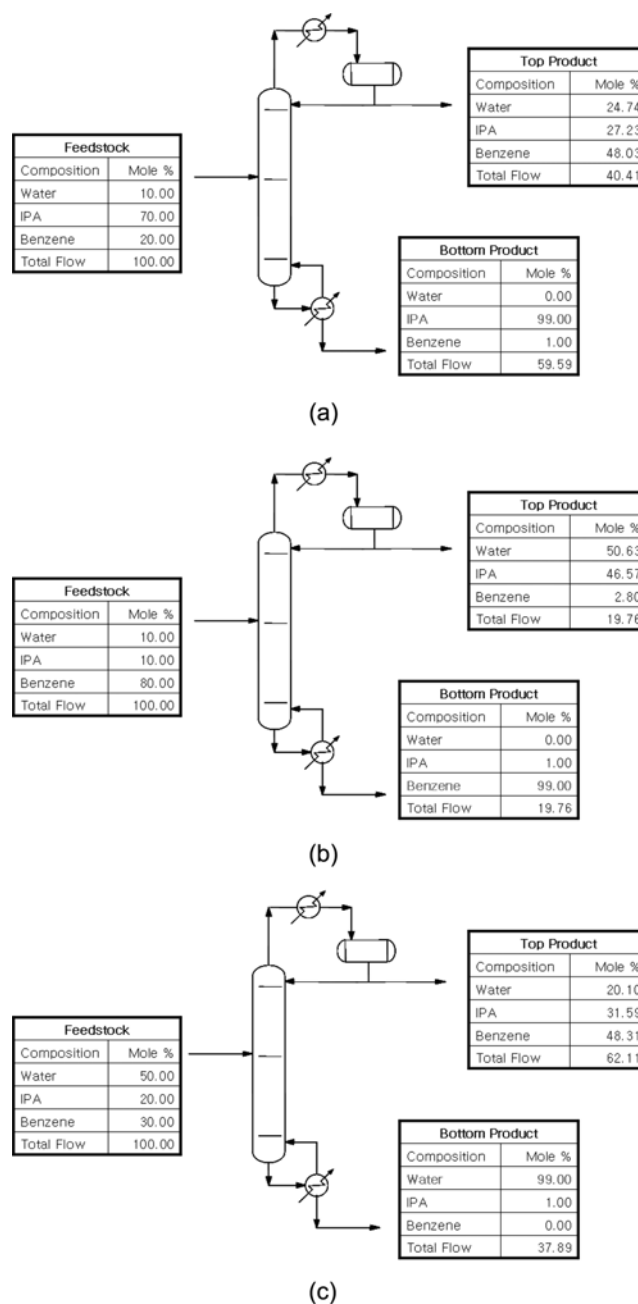 Top Product
Composition Mole %
Water 24.74
IPA 27.23
Benzene 48.03
Total Flow 40.41
Feedstock
Composition Mole %
Water 10.00
IPA 70.00
Benzene 20.00
Total Flow 100.00
Bottom Product
Composition Mole %
Water 0.00
IPA 99.00
Benzene 1.00
Total Flow 59.59
(a)
Top Product
Composition Mole %
Water 50.63
IPA 46.57
Benzene 2.80
Total Flow 19.76
Feedstock
Composition Mole %
Water 10.00
IPA 10.00
Benzene 80.00
Total Flow 100.00
Bottom Product
Composition Mole %
Water 0.00
IPA 1.00
Benzene 99.00
Total Flow 19.76
(b)
Top Product
Composition Mole %
Water 20.10
IPA 31.59
Benzene 48.31
Total Flow 62.11
Feedstock
Composition Mole %
Water 50.00
IPA 20.00
Benzene 30.00
Total Flow 100.00
Bottom Product
Composition Mole %
Water 99.00
IPA 1.00
Benzene 0.00
Total Flow 37.89
(c)